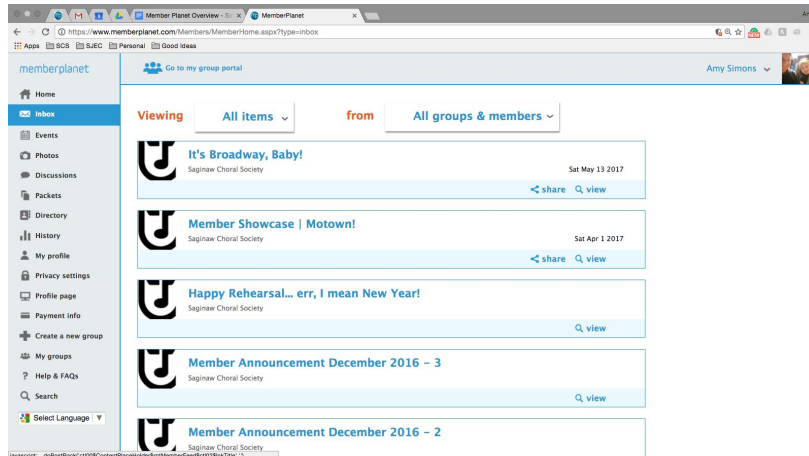 Member Planet Overview - Em
MemberPlanet
https://www.memberplanet.com/Members/MemberHome.aspx?type=inbox
Apps SCS SJEC Personal Good Ideas
memberplanet
Go to my group portal
Amy Simons
Home
Inbox
Events
Photos
Discussions
Packets
Directory
History
My profile
Privacy settings
Profile page
Payment info
Create a new group
My groups
? Help & FAQs
Search
Select Language
Viewing All items from All groups & members
It's Broadway, Baby!
Saginaw Choral Society
Sat May 13 2017
share view
Member Showcase | Motown!
Saginaw Choral Society
Sat Apr 1 2017
share view
Happy Rehearsal... err, I mean New Year!
Saginaw Choral Society
view
Member Announcement December 2016 – 3
Saginaw Choral Society
view
Member Announcement December 2016 – 2
Saginaw Choral Society